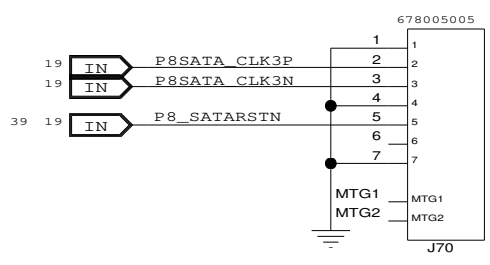 678005005
1 1
19 IN P8SATA_CLK3P 2 2
19 IN P8SATA_CLK3N 3 3
4 4
39 19 IN P8_SATARSTN 5 5
6 6
7 7
MTG1 MTG1
MTG2 MTG2
J70